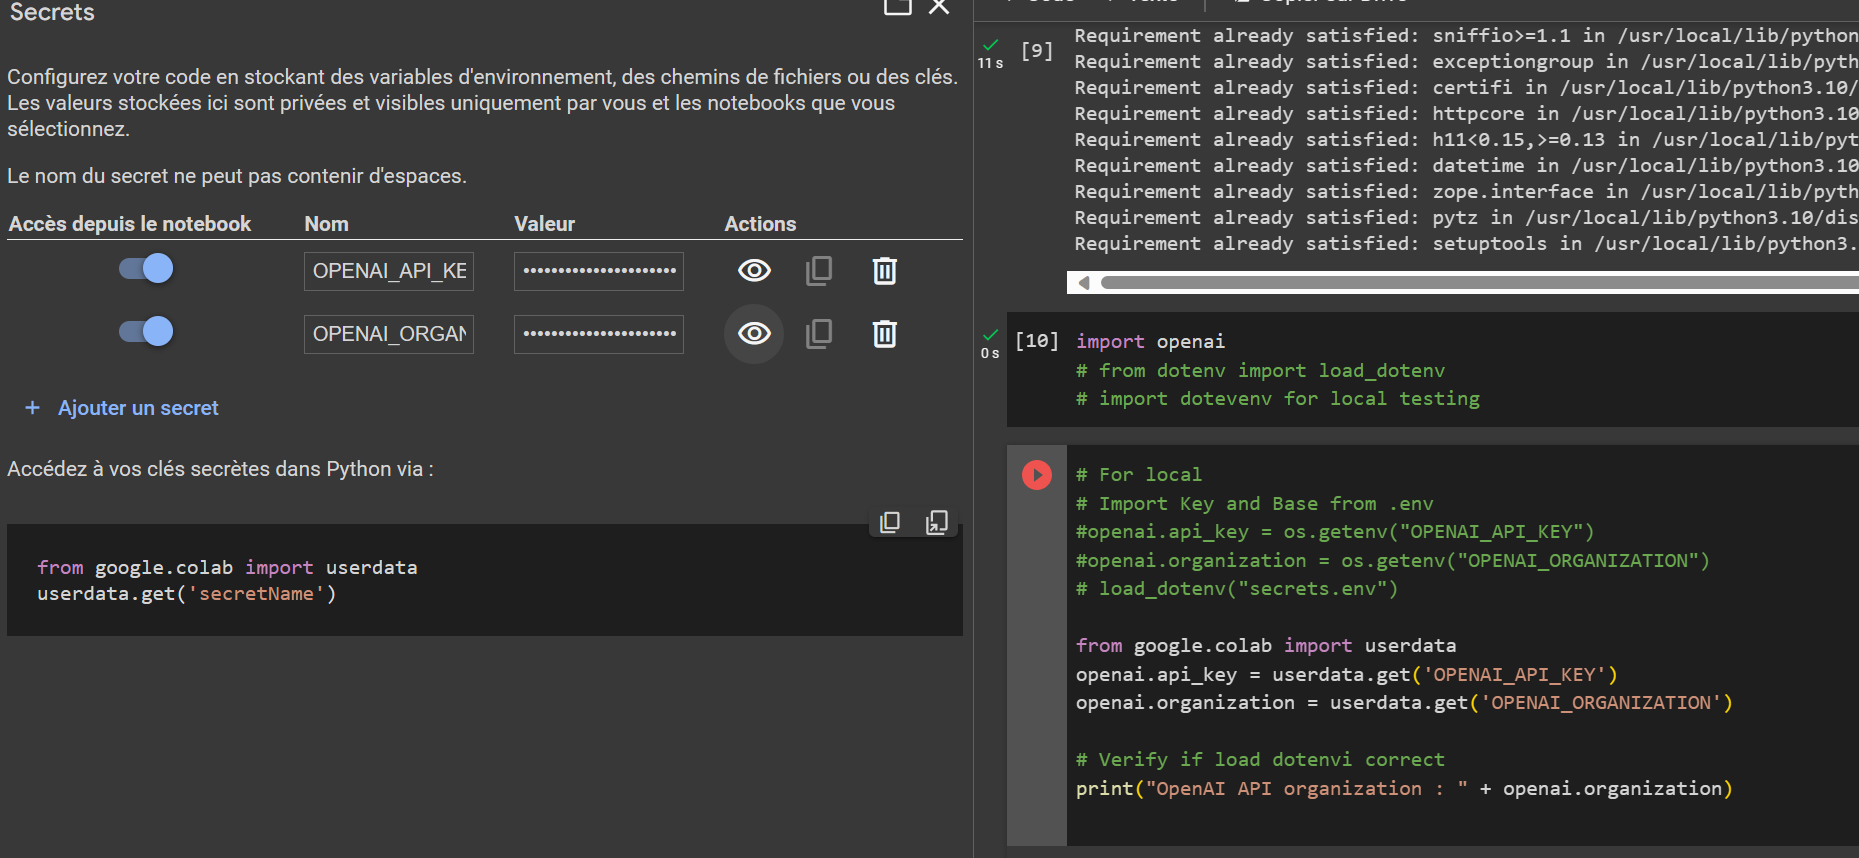 Secrets
Configurez votre code en stockant des variables d'environnement, des chemins de fichiers ou des clés.
Les valeurs stockées ici sont privées et visibles uniquement par vous et les notebooks que vous
sélectionnez.
Le nom du secret ne peut pas contenir d'espaces.
Accès depuis le notebook Nom Valeur Actions
OPENAI_API_KE ••••••••••••••••••••••
OPENAI_ORGAN ••••••••••••••••••••••
+ Ajouter un secret
Accédez à vos clés secrètes dans Python via :
from google.colab import userdata
userdata.get('secretName')
11 s
[9]
Requirement already satisfied: sniffio>=1.1 in /usr/local/lib/python
Requirement already satisfied: exceptiongroup in /usr/local/lib/pyth
Requirement already satisfied: certifi in /usr/local/lib/python3.10/
Requirement already satisfied: httpcore in /usr/local/lib/python3.10
Requirement already satisfied: h11<0.15,>=0.13 in /usr/local/lib/pyt
Requirement already satisfied: datetime in /usr/local/lib/python3.10
Requirement already satisfied: zope.interface in /usr/local/lib/pyth
Requirement already satisfied: pytz in /usr/local/lib/python3.10/dis
Requirement already satisfied: setuptools in /usr/local/lib/python3.
0 s
[10] import openai
# from dotenv import load_dotenv
# import dotevenv for local testing
# For local
# Import Key and Base from .env
#openai.api_key = os.getenv("OPENAI_API_KEY")
#openai.organization = os.getenv("OPENAI_ORGANIZATION")
# load_dotenv("secrets.env")
from google.colab import userdata
openai.api_key = userdata.get('OPENAI_API_KEY')
openai.organization = userdata.get('OPENAI_ORGANIZATION')
# Verify if load dotenvi correct
print("OpenAI API organization : " + openai.organization)